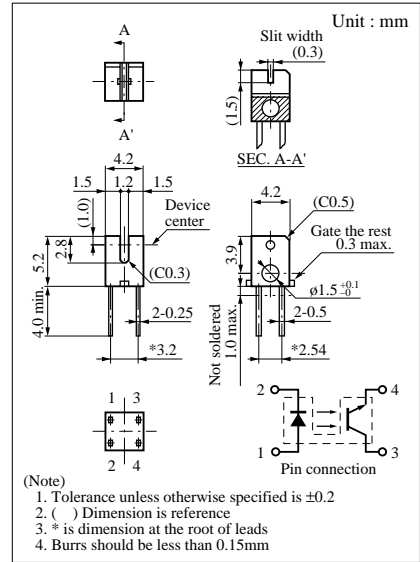 Unit : mm
A
Slit width
(0.3)
(1.5)
A'
SEC. A-A'
4.2
1.5 1.2 1.5
(1.0)
Device
center
2.8
5.2
(C0.3)
4.0 min.
2-0.25
*3.2
4.2
(C0.5)
3.9
Gate the rest
0.3 max.
ø1.5 +0.1 -0
Not soldered
1.0 max.
2-0.5
*2.54
1 3
2 4
2 4
1 3
Pin connection
(Note)
1. Tolerance unless otherwise specified is ±0.2
2. ( ) Dimension is reference
3. * is dimension at the root of leads
4. Burrs should be less than 0.15mm